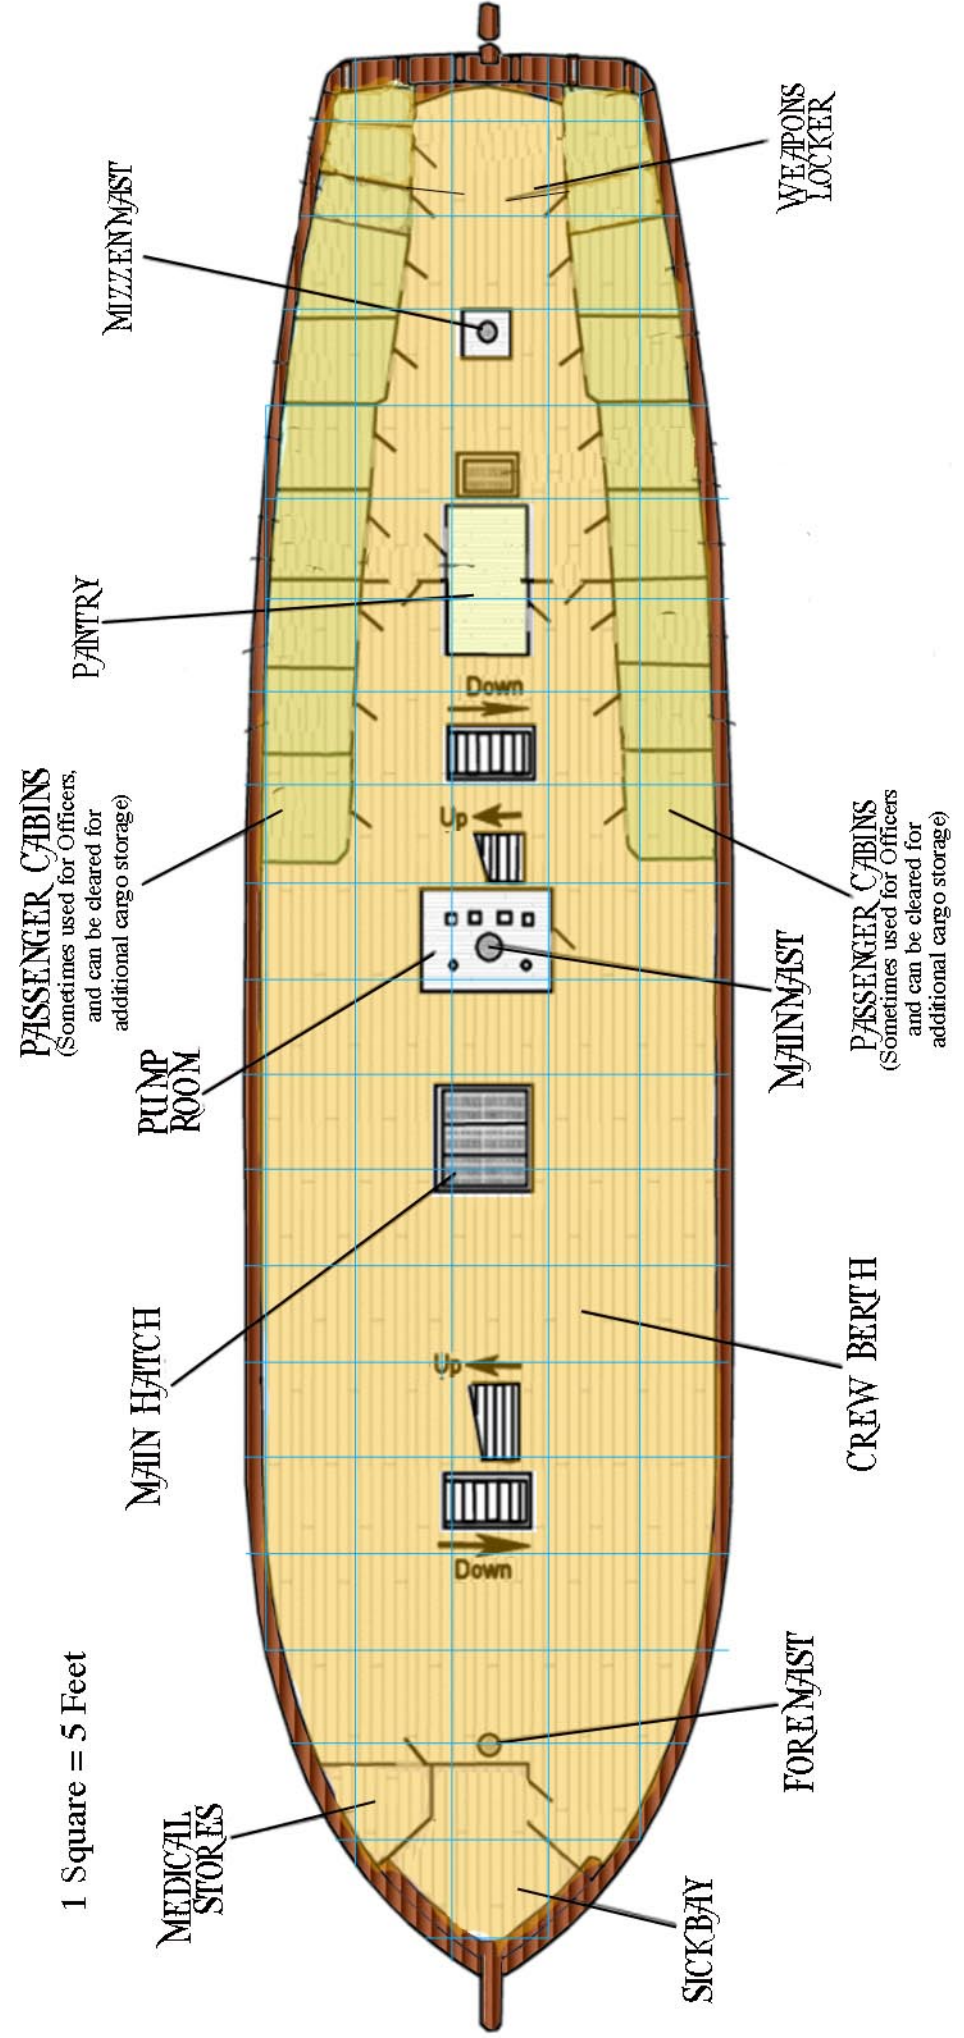 WEAPONS
LOCKER
MIZZENMAST
PANTRY
Down
Up
PASSENGER CABINS
(Sometimes used for Officers,
and can be cleared for
additional cargo storage)
PASSENGER CABINS
(Sometimes used for Officers
and can be cleared for
additional cargo storage)
MAINMAST
PUMP
ROOM
MAIN HATCH
CREW BERTH
Up
Down
FOREMAST
1 Square = 5 Feet
MEDICAL
STORES
SICKBAY